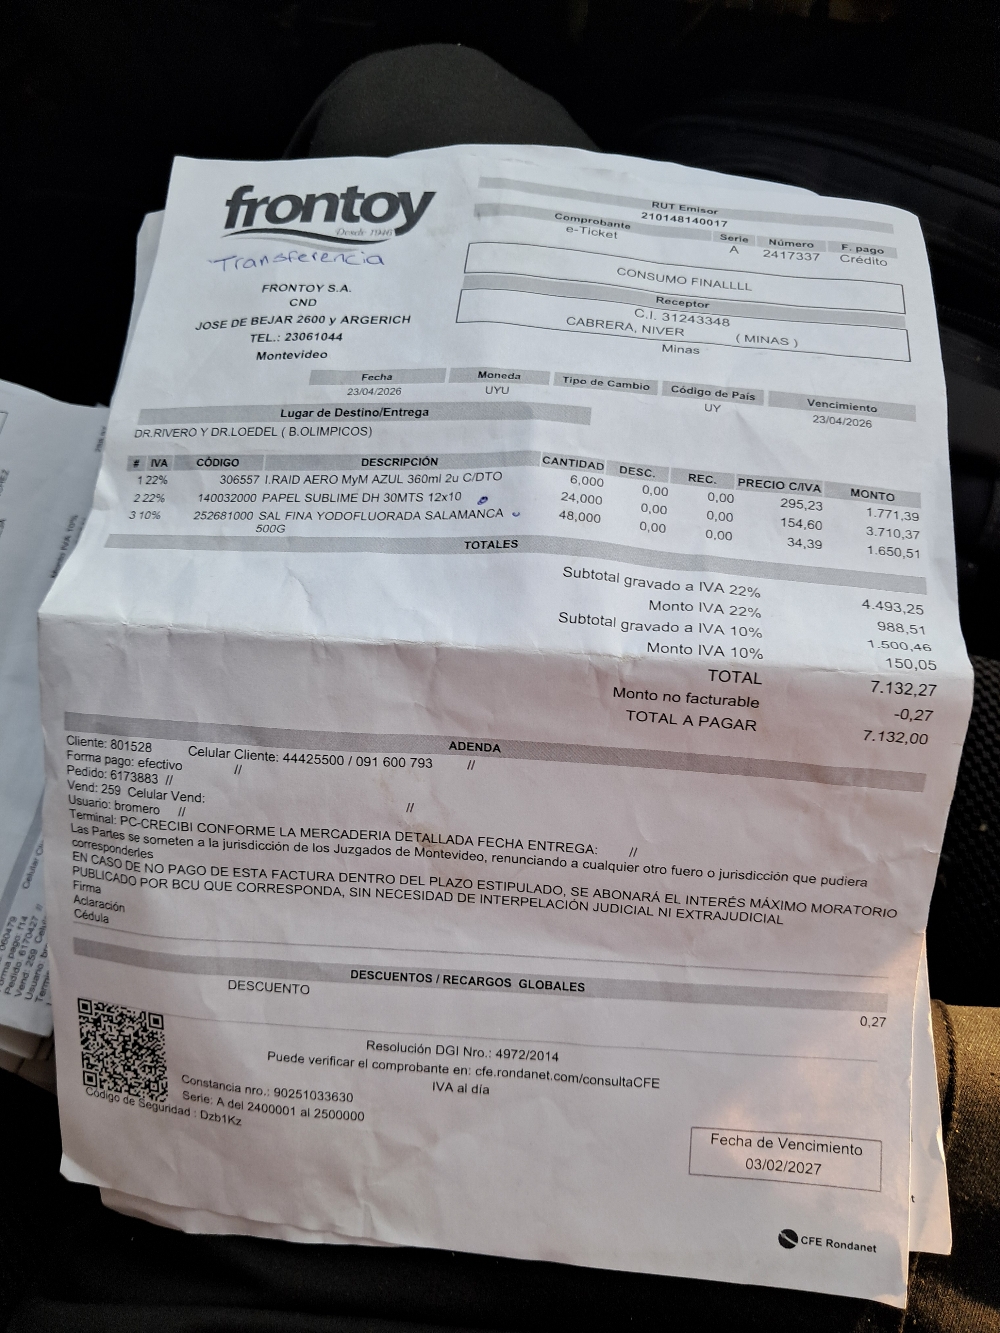 frontoy
Desde 1946
Transferencia
FRONTOY S.A.
CND
JOSE DE BEJAR 2600 y ARGERICH
TEL.: 23061044
Montevideo
RUT Emisor
210148140017
Comprobante Serie Número F. pago
e-Ticket A 2417337 Crédito
CONSUMO FINALLLL
Receptor
C.I. 31243348
CABRERA, NIVER ( MINAS )
Minas
Fecha Moneda Tipo de Cambio Código de País Vencimiento
23/04/2026 UYU UY 23/04/2026
Lugar de Destino/Entrega
DR.RIVERO Y DR.LOEDEL ( B.OLIMPICOS)
# IVA CÓDIGO DESCRIPCIÓN CANTIDAD DESC. REC. PRECIO C/IVA MONTO
1 22% 306557 I.RAID AERO MyM AZUL 360ml 2u C/DTO 6,000 0,00 0,00 295,23 1.771,39
2 22% 140032000 PAPEL SUBLIME DH 30MTS 12x10 24,000 0,00 0,00 154,60 3.710,37
3 10% 252681000 SAL FINA YODOFLUORADA SALAMANCA 48,000 0,00 0,00 34,39 1.650,51
500G
TOTALES
Subtotal gravado a IVA 22% 4.493,25
Monto IVA 22% 988,51
Subtotal gravado a IVA 10% 1.500,46
Monto IVA 10% 150,05
TOTAL 7.132,27
Monto no facturable -0,27
TOTAL A PAGAR 7.132,00
ADENDA
Cliente: 801528 Celular Cliente: 44425500 / 091 600 793 //
Forma pago: efectivo //
Pedido: 6173883 //
Vend: 259 Celular Vend: //
Usuario: bromero //
Terminal: PC-CRECIBI CONFORME LA MERCADERIA DETALLADA FECHA ENTREGA: //
Las Partes se someten a la jurisdicción de los Juzgados de Montevideo, renunciando a cualquier otro fuero o jurisdicción que pudiera
corresponderles
EN CASO DE NO PAGO DE ESTA FACTURA DENTRO DEL PLAZO ESTIPULADO, SE ABONARÁ EL INTERÉS MÁXIMO MORATORIO
PUBLICADO POR BCU QUE CORRESPONDA, SIN NECESIDAD DE INTERPELACIÓN JUDICIAL NI EXTRAJUDICIAL
Firma
Aclaración
Cédula
DESCUENTOS / RECARGOS GLOBALES
DESCUENTO 0,27
Resolución DGI Nro.: 4972/2014
Puede verificar el comprobante en: cfe.rondanet.com/consultaCFE
IVA al día
Constancia nro.: 90251033630
Serie: A del 2400001 al 2500000
Código de Seguridad : Dzb1Kz
Fecha de Vencimiento
03/02/2027
CFE Rondanet